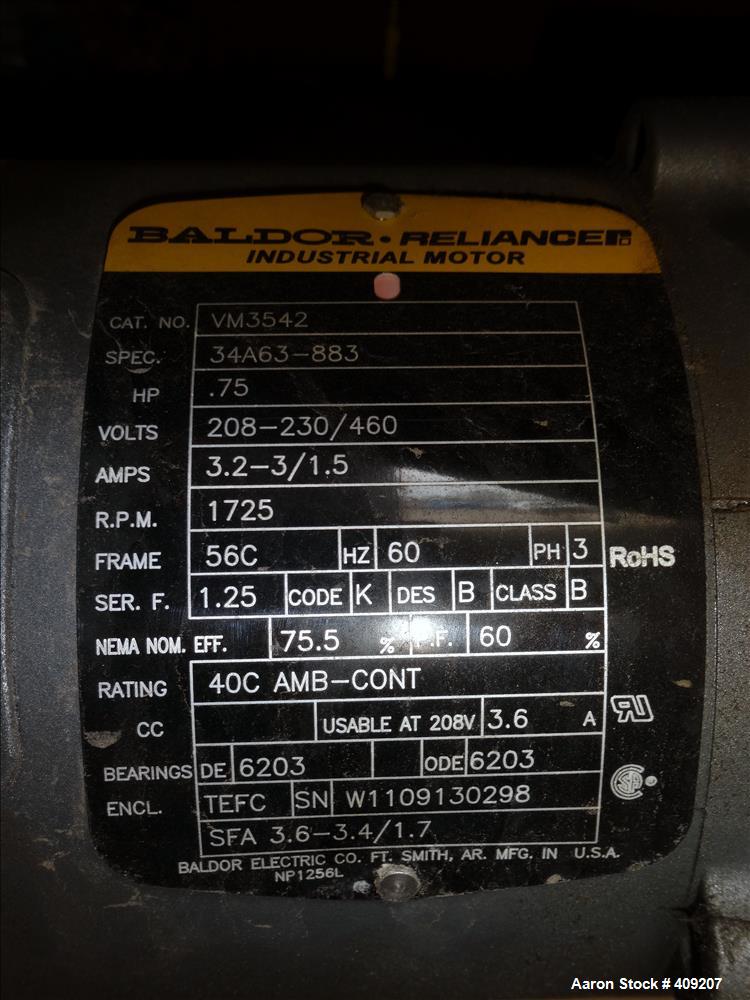 BALDOR • RELIANCER
INDUSTRIAL MOTOR
CAT. NO. VM3542
SPEC. 34A63-883
HP .75
VOLTS 208-230/460
AMPS 3.2-3/1.5
R.P.M. 1725
FRAME 56C HZ 60 PH 3 RoHS
SER. F. 1.25 CODE K DES B CLASS B
NEMA NOM. EFF. 75.5 % P.F. 60 %
RATING 40C AMB-CONT
CC USABLE AT 208V 3.6 A
BEARINGS DE 6203 ODE 6203
ENCL. TEFC SN W1109130298
SFA 3.6-3.4/1.7
BALDOR ELECTRIC CO. FT. SMITH, AR. MFG. IN U.S.A.
NP1256L
Aaron Stock # 409207